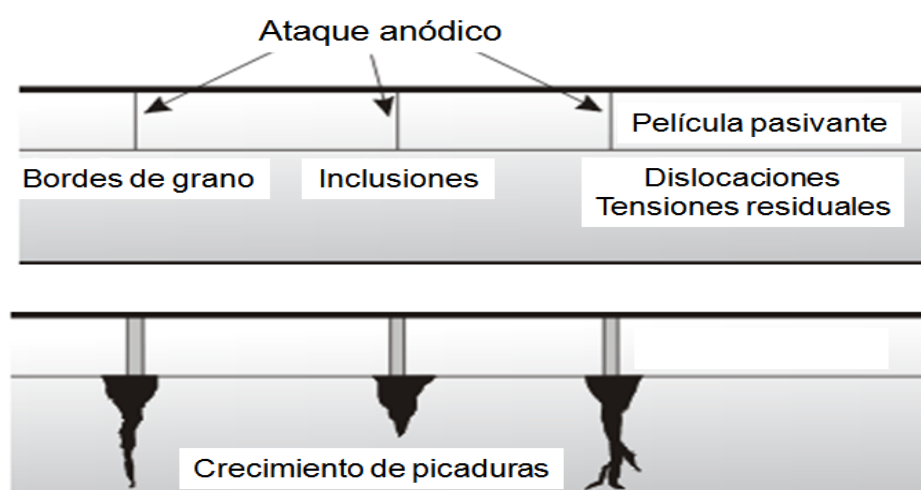 Ataque anódico
Película pasivante
Bordes de grano
Inclusiones
Dislocaciones
Tensiones residuales
Crecimiento de picaduras